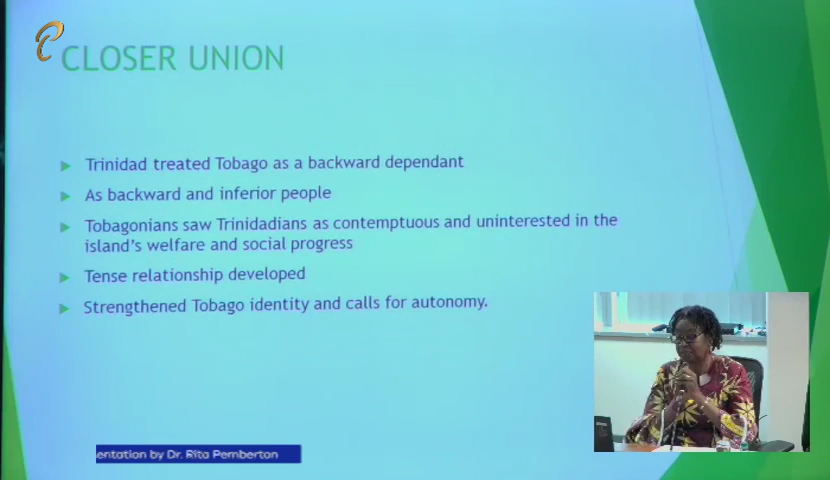 CLOSER UNION
Trinidad treated Tobago as a backward dependant
As backward and inferior people
Tobagonians saw Trinidadians as contemptuous and uninterested in the
island's welfare and social progress
Tense relationship developed
Strengthened Tobago identity and calls for autonomy.
entation by Dr. Rita Pemberton